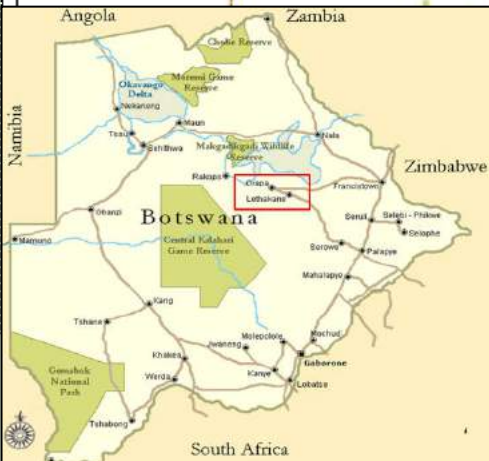 Angola
Zambia
Chobe Reserve
Moremi Game
Reserve
Okavango
Delta
Nokaneng
Maun
Tsau
Sehithwa
Nata
Namibia
Makgadikgadi Wildlife
Reserve
Zimbabwe
Rakops
Orapa
Francistown
Lethakane
Ghanzi
Botswana
Serule
Selebi - Phikwe
Selophe
Mamuno
Central Kalahari
Game Reserve
Serowe
Palapye
Mahalapye
Kang
Tshane
Molepolole
Mochudi
Jwaneng
Khakea
Gaborone
Gemsbok
National
Park
Werda
Kanye
Lobatse
Tshabong
South Africa